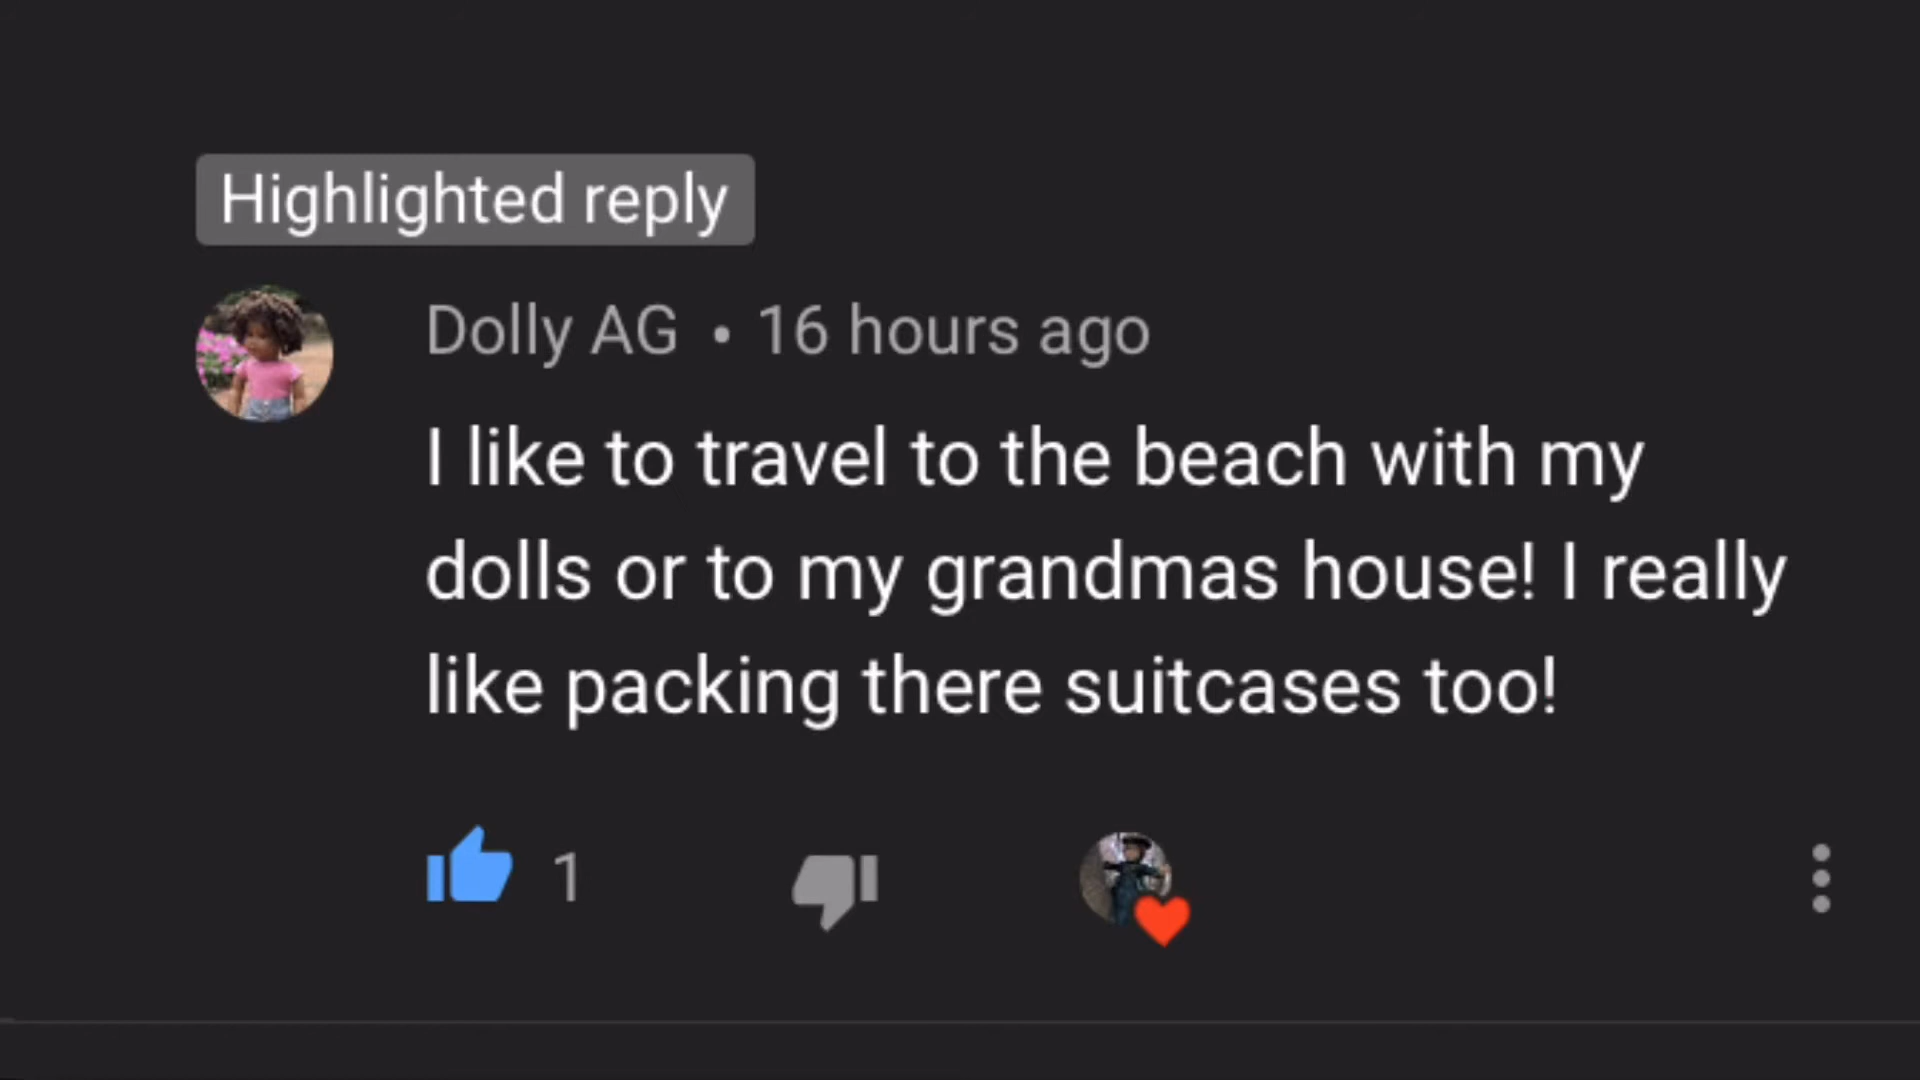 Highlighted reply
Dolly AG • 16 hours ago
I like to travel to the beach with my
dolls or to my grandmas house! I really
like packing there suitcases too!
1